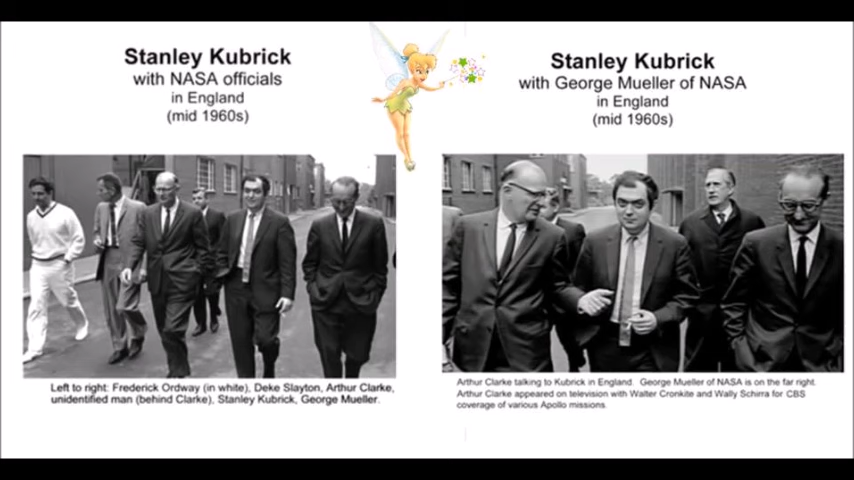 Stanley Kubrick
with NASA officials
in England
(mid 1960s)
Left to right: Frederick Ordway (in white), Deke Slayton, Arthur Clarke,
unidentified man (behind Clarke), Stanley Kubrick, George Mueller.
Stanley Kubrick
with George Mueller of NASA
in England
(mid 1960s)
Arthur Clarke talking to Kubrick in England. George Mueller of NASA is on the far right.
Arthur Clarke appeared on television with Walter Cronkite and Wally Schirra for CBS
coverage of various Apollo missions.